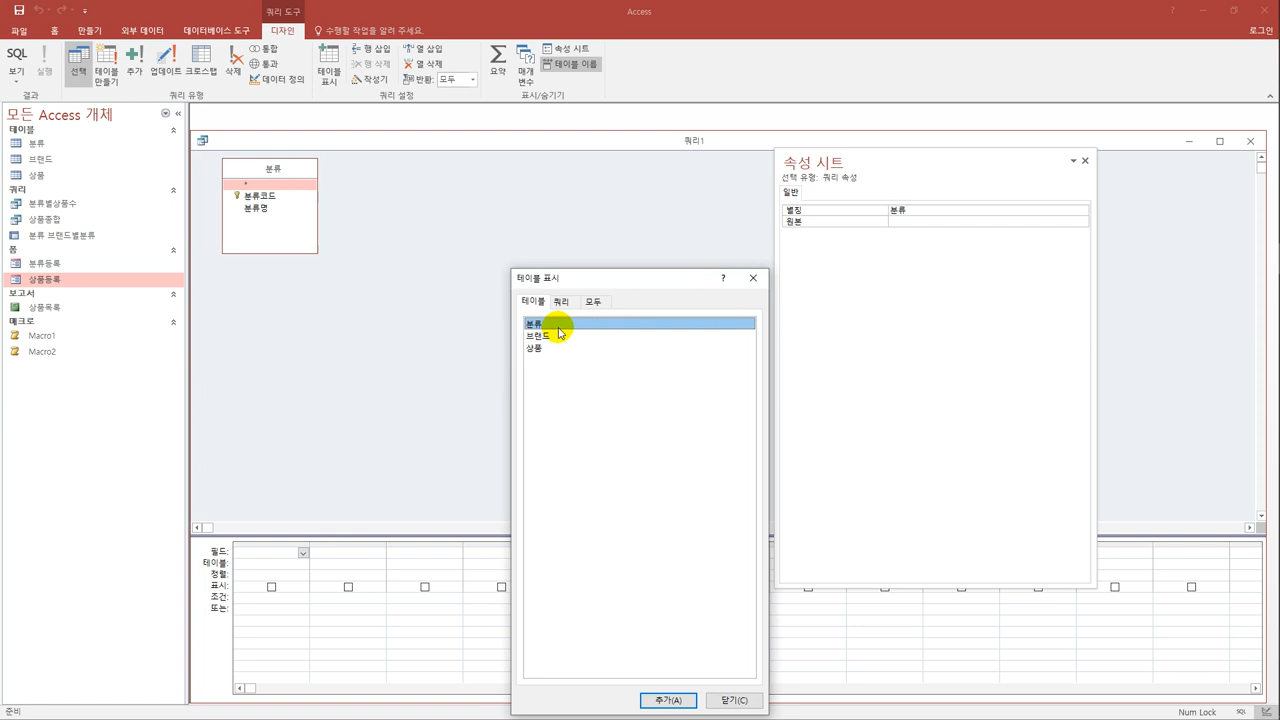 쿼리 도구
Access
?
파일
홈
만들기
외부 데이터
데이터베이스 도구
디자인
수행할 작업을 알려 주세요.
로그인
SQL
보기
실행
결과
선택
테이블 만들기
추가
업데이트
크로스탭
삭제
통합
통과
데이터 정의
쿼리 유형
테이블 표시
행 삽입
행 삭제
작성기
열 삽입
열 삭제
반환: 모두
쿼리 설정
요약
매개 변수
속성 시트
테이블 이름
표시/숨기기
모든 Access 개체
테이블
분류
브랜드
상품
쿼리
분류별상품수
상품종합
분류 브랜드별분류
폼
분류등록
상품등록
보고서
상품목록
매크로
Macro1
Macro2
쿼리1
분류
*
분류코드
분류명
속성 시트
선택 유형: 쿼리 속성
일반
별칭 분류
원본
테이블 표시
?
테이블
쿼리
모두
분류
브랜드
상품
추가(A)
닫기(C)
필드:
테이블:
정렬:
표시:
조건:
또는:
준비
Num Lock
SQL